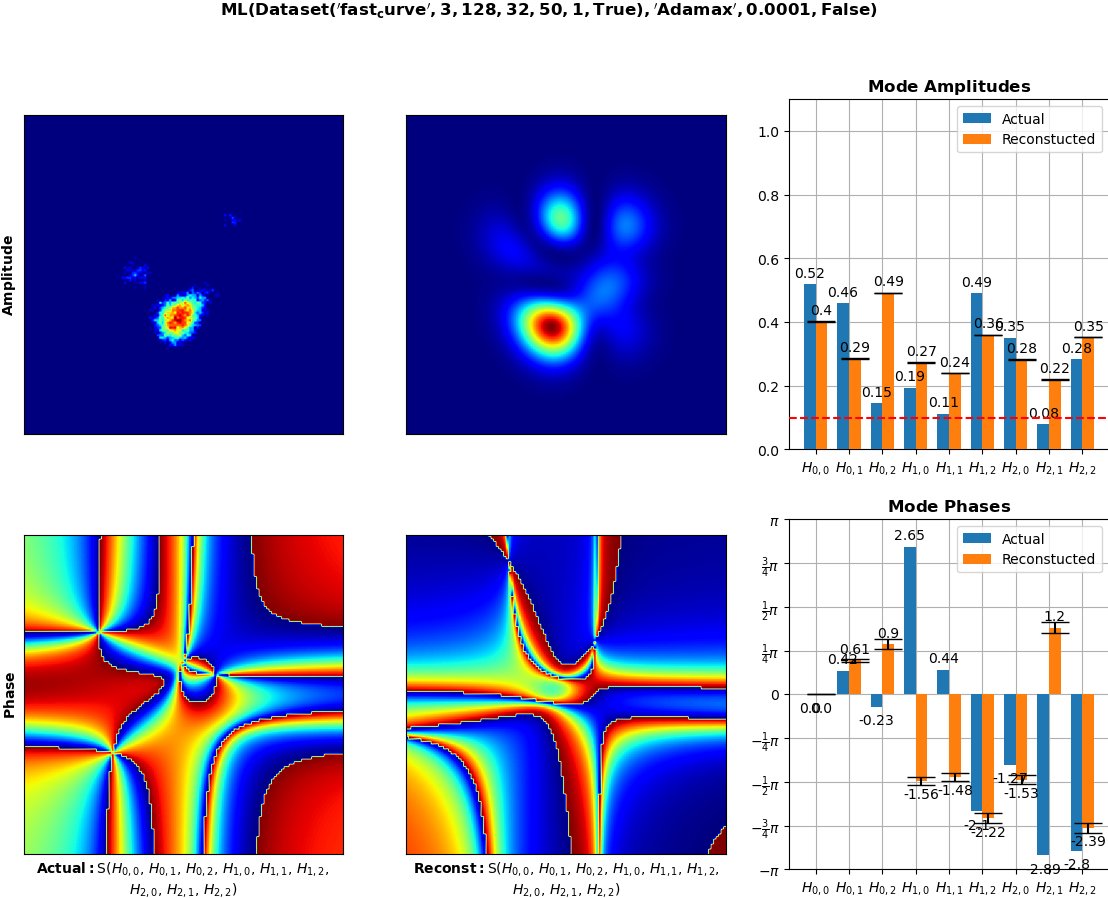 ML(Dataset(′fast_curve′, 3, 128, 32, 50, 1, True), ′Adamax′, 0.0001, False)
Amplitude
Mode Amplitudes
Actual
Reconstucted
1.0
0.8
0.6
0.4
0.2
0.0
0.52
0.4
0.46
0.29
0.15
0.49
0.19
0.27
0.11
0.24
0.49
0.36
0.35
0.28
0.08
0.22
0.28
0.35
H0,0 H0,1 H0,2 H1,0 H1,1 H1,2 H2,0 H2,1 H2,2
Phase
Mode Phases
Actual
Reconstucted
π
3/4π
1/2π
1/4π
0
−1/4π
−1/2π
−3/4π
−π
0.0
0.0
0.42
0.61
-0.23
0.9
2.65
-1.56
0.44
-1.48
-2.1
-2.22
-1.27
-1.53
-2.89
1.2
-2.8
-2.39
H0,0 H0,1 H0,2 H1,0 H1,1 H1,2 H2,0 H2,1 H2,2
Actual: S(H0,0, H0,1, H0,2, H1,0, H1,1, H1,2,
H2,0, H2,1, H2,2)
Reconst: S(H0,0, H0,1, H0,2, H1,0, H1,1, H1,2,
H2,0, H2,1, H2,2)